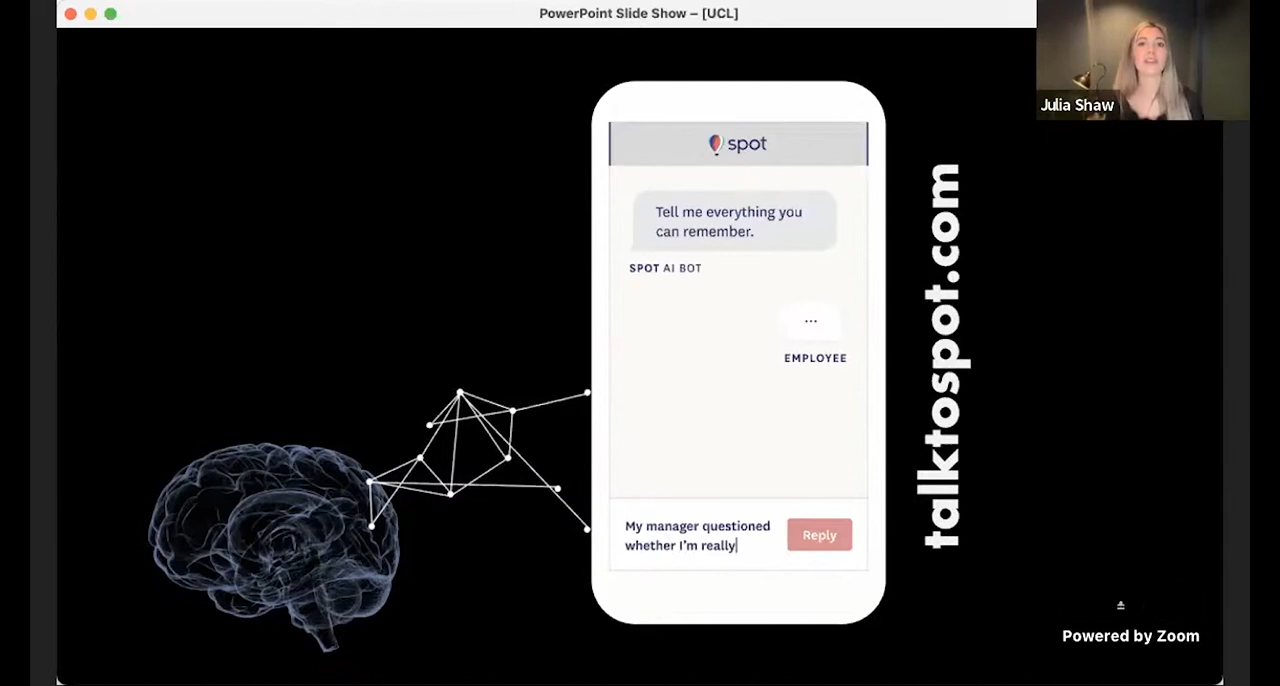 PowerPoint Slide Show – [UCL]
Julia Shaw
spot
Tell me everything you
can remember.
SPOT AI BOT
...
EMPLOYEE
My manager questioned
whether I'm really
Reply
talktospot.com
Powered by Zoom